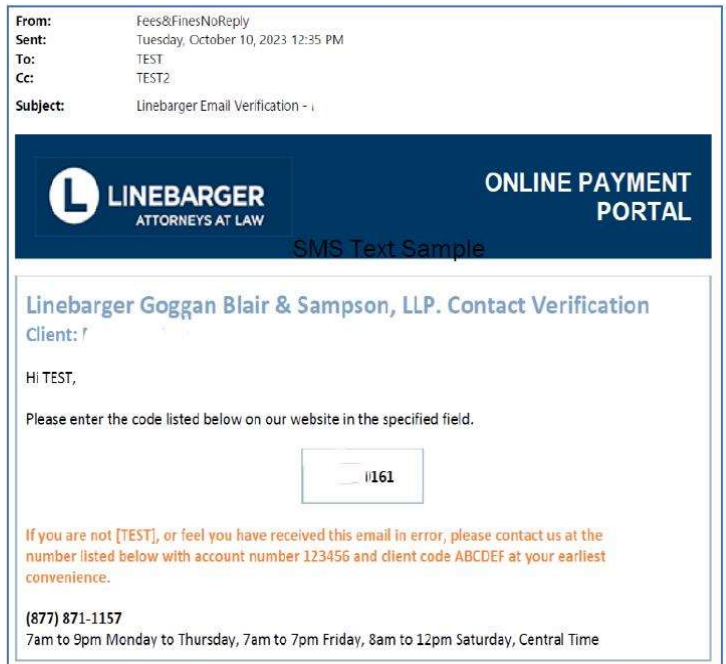 From: Fees&FinesNoReply
Sent: Tuesday, October 10, 2023 12:35 PM
To: TEST
Cc: TEST2
Subject: Linebarger Email Verification -
L LINEBARGER
ATTORNEYS AT LAW
ONLINE PAYMENT
PORTAL
SMS Text Sample
Linebarger Goggan Blair & Sampson, LLP. Contact Verification
Client:
Hi TEST,
Please enter the code listed below on our website in the specified field.
161
If you are not [TEST], or feel you have received this email in error, please contact us at the
number listed below with account number 123456 and client code ABCDEF at your earliest
convenience.
(877) 871-1157
7am to 9pm Monday to Thursday, 7am to 7pm Friday, 8am to 12pm Saturday, Central Time